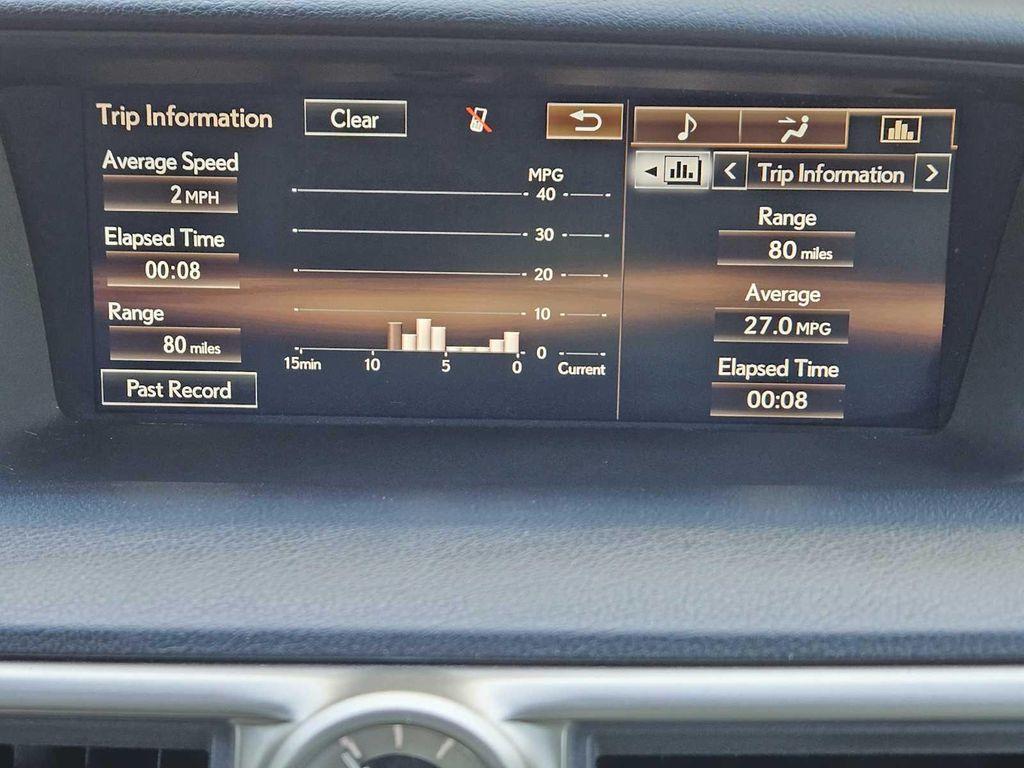 Trip Information
Clear
Average Speed
2 MPH
Elapsed Time
00:08
Range
80 miles
Past Record
MPG
40
30
20
10
0
15min 10 5 0 Current
Trip Information
Range
80 miles
Average
27.0 MPG
Elapsed Time
00:08